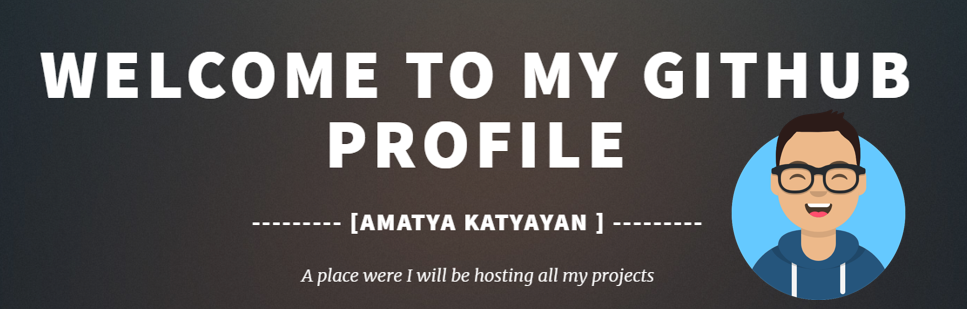 WELCOME TO MY GITHUB
PROFILE
--------- [AMATYA KATYAYAN ] ---------
A place were I will be hosting all my projects